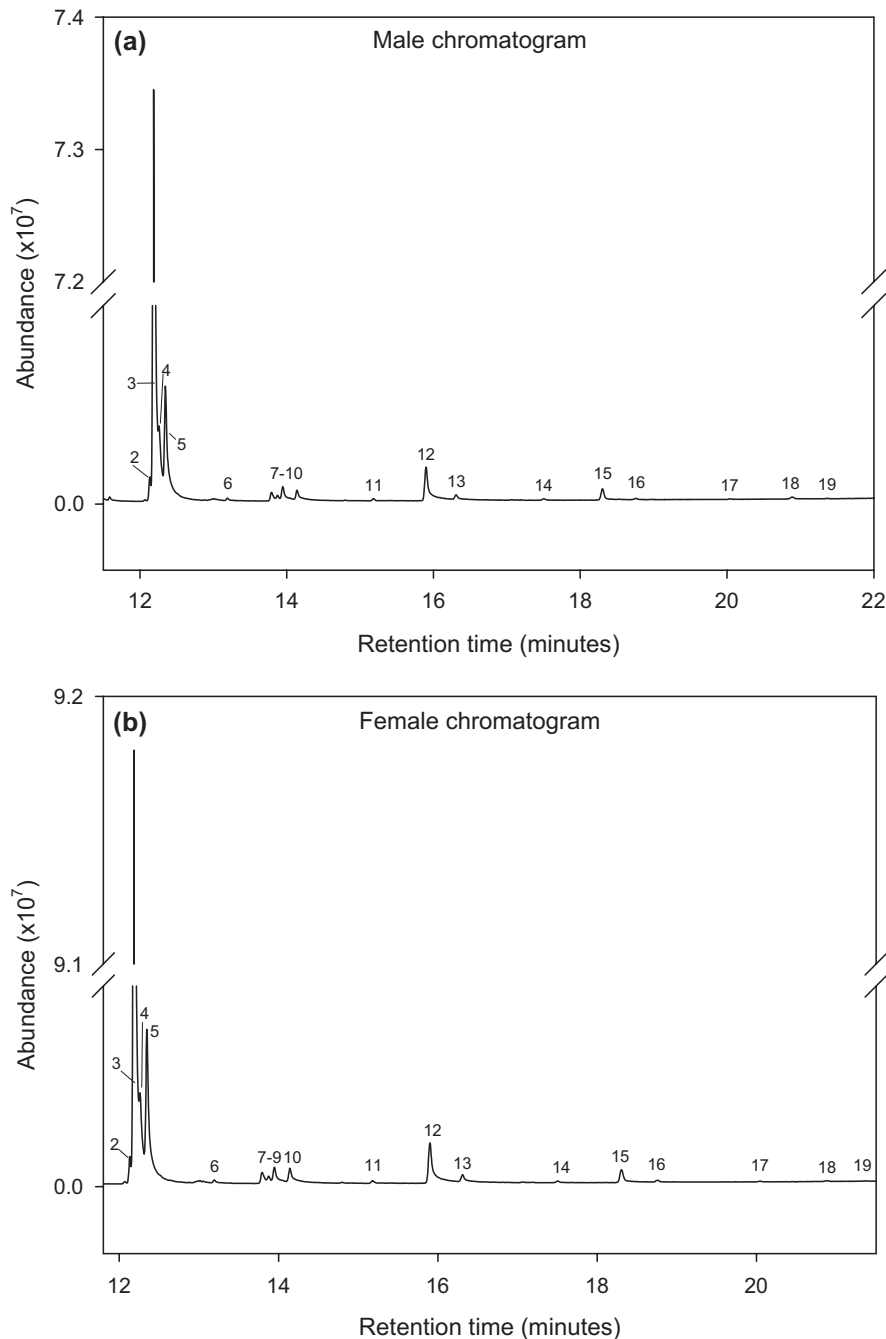 7.4
(a) Male chromatogram
7.3
7.2
Abundance (x10⁷)
3 4
2 5
6 7-10 11 12 13 14 15 16 17 18 19
0.0
12 14 16 18 20 22
Retention time (minutes)
9.2
(b) Female chromatogram
9.1
Abundance (x10⁷)
4 5
3
2 6 7-9 10 11 12 13 14 15 16 17 18 19
0.0
12 14 16 18 20
Retention time (minutes)